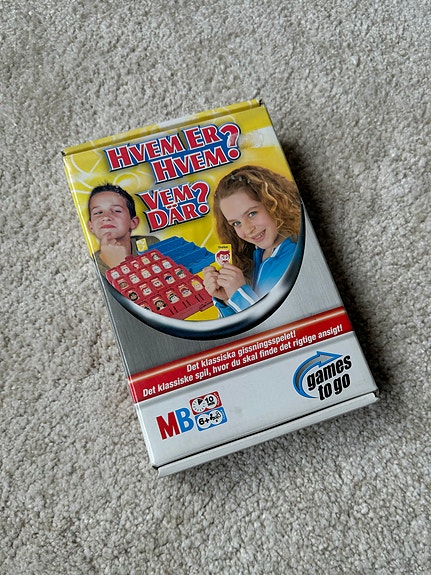 HVEM ER
HVEM?
VEM
DÄR?
Det klassiska gissningsspelet!
Det klassiske spil, hvor du skal finde det rigtige ansigt!
MB
10
6+
games
to go